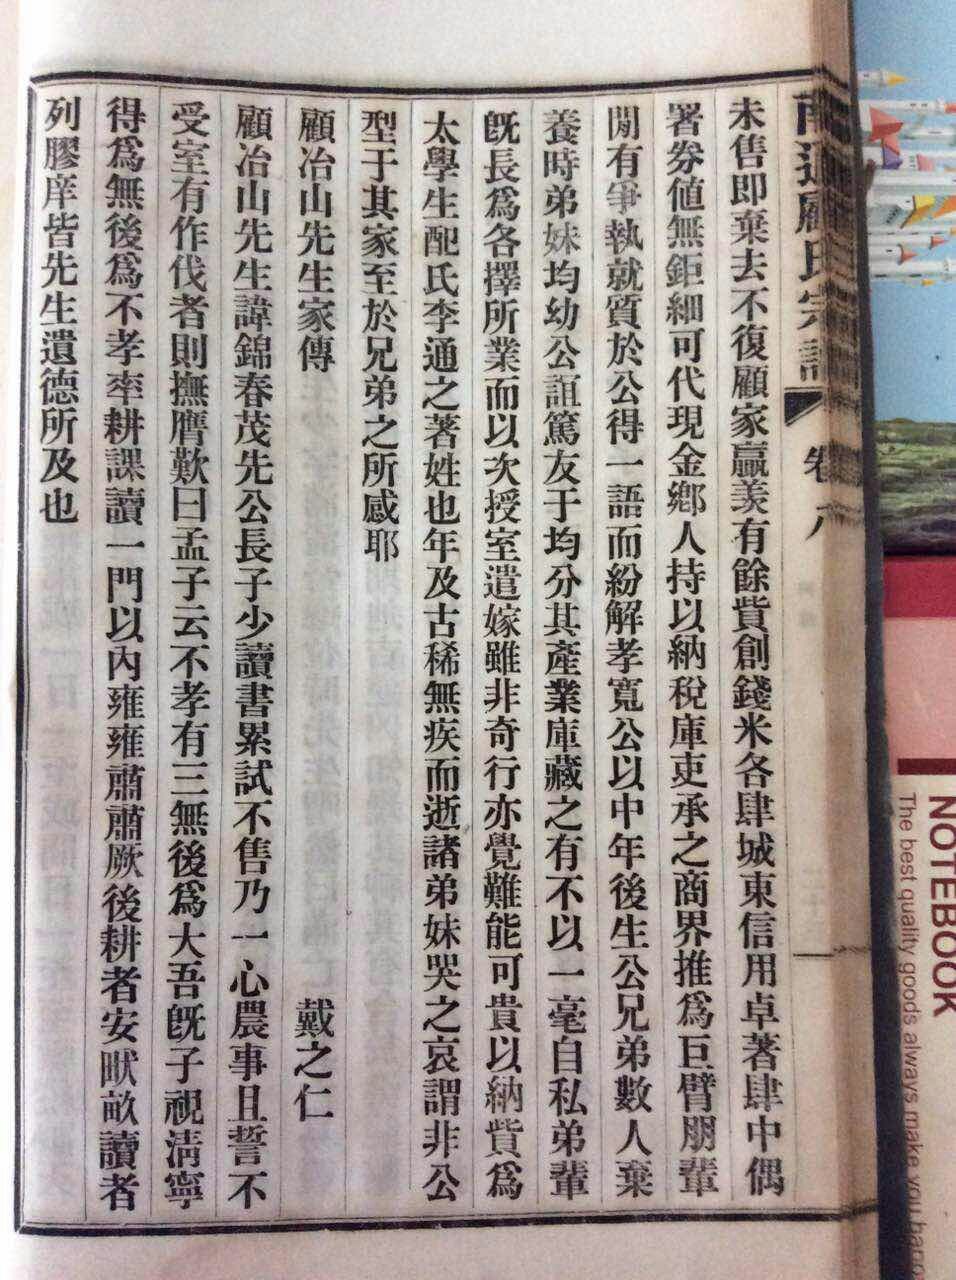 南通顧氏宗譜 卷八
未售即棄去不復顧家贏羨有餘貲創錢米各肆城東信用卓著肆中偶
署券値無鉅細可代現金鄕人持以納稅庫吏承之商界推爲巨臂朋輩
閒有爭執就質於公得一語而紛解孝寬公以中年後生公兄弟數人棄
養時弟妹均幼公誼篤友于均分其產業庫藏之有不以一毫自私弟輩
旣長爲各擇所業而以次授室遣嫁雖非奇行亦覺難能可貴以納貲爲
太學生配氏李通之著姓也年及古稀無疾而逝諸弟妹哭之哀謂非公
型于其家至於兄弟之所感耶
顧冶山先生家傳 戴之仁
顧冶山先生諱錦春茂先公長子少讀書累試不售乃一心農事且誓不
受室有作伐者則撫膺歎曰孟子云不孝有三無後爲大吾旣子視淸寧
得爲無後爲不孝率耕課讀一門以內雍雍肅肅厥後耕者安畎畝讀者
列膠庠皆先生遺德所及也
NOTEBOOK
The best quality goods always make you